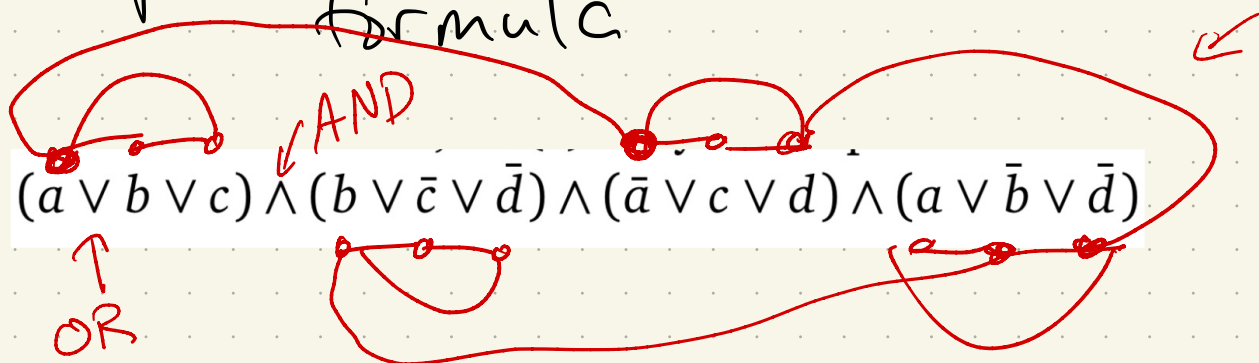 formula
AND
(a ∨ b ∨ c) ∧ (b ∨ c̄ ∨ d̄) ∧ (ā ∨ c ∨ d) ∧ (a ∨ b̄ ∨ d̄)
OR